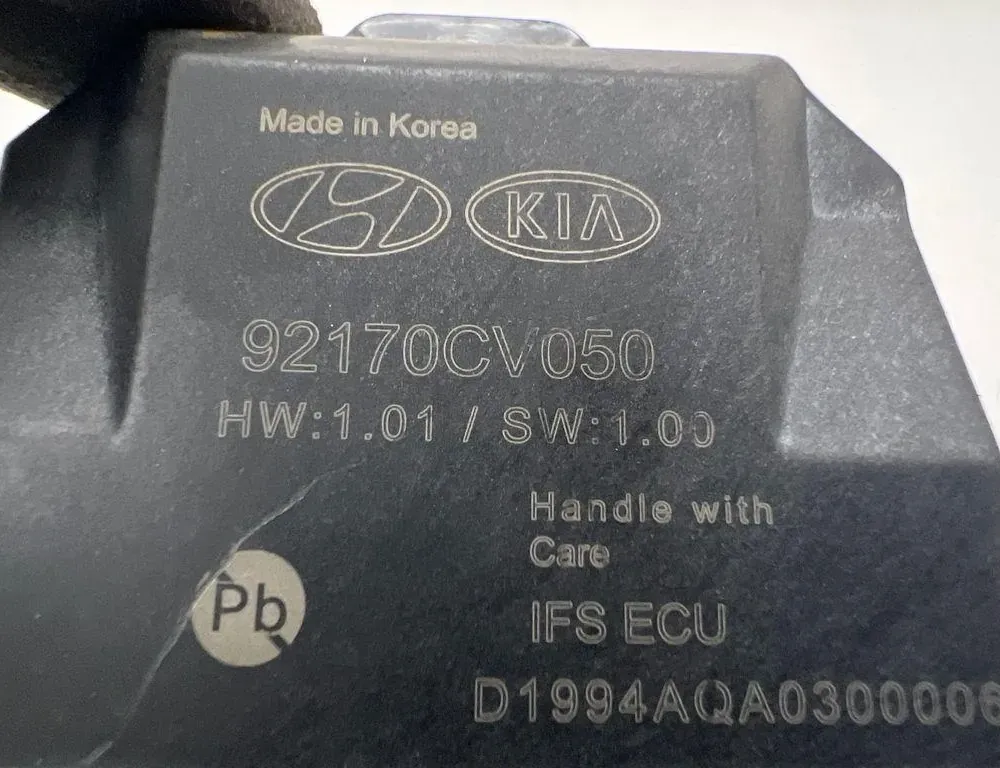 Made in Korea
KIA
92170CV050
HW:1.01 / SW:1.00
Handle with
Care
Pb
IFS ECU
D1994AQA0300006